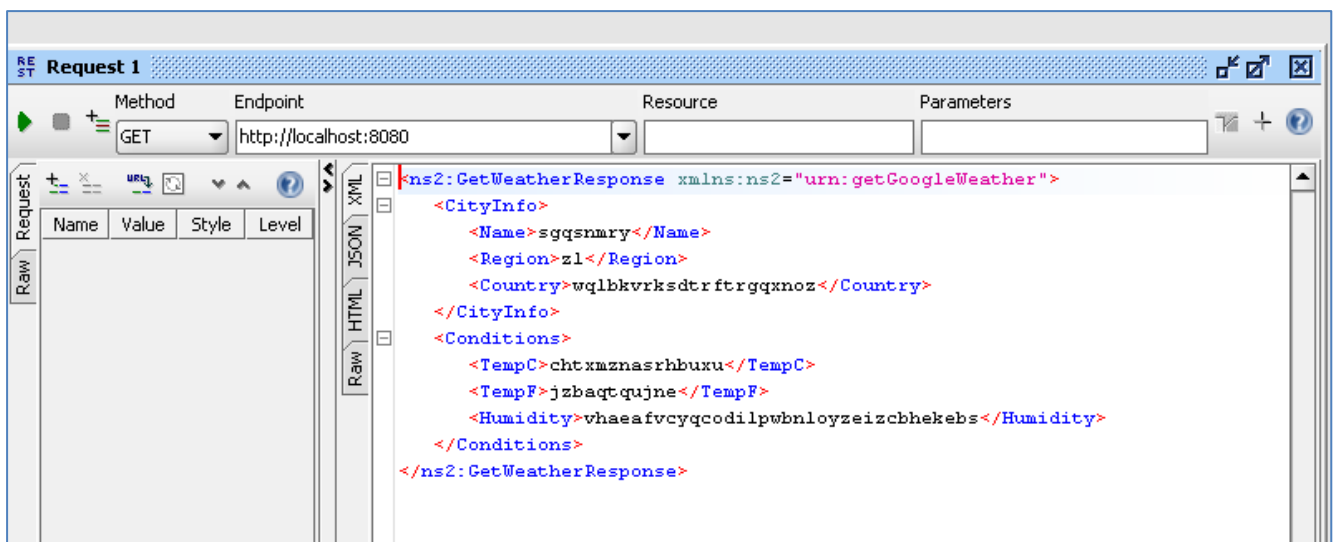 REST Request 1
Method Endpoint Resource Parameters
GET http://localhost:8080
Request
Raw
URL
Name Value Style Level
XML
JSON
HTML
Raw
<ns2:GetWeatherResponse xmlns:ns2="urn:getGoogleWeather">
<CityInfo>
<Name>sgqsnmry</Name>
<Region>zl</Region>
<Country>wqlbkvrksdtrftrgqxnoz</Country>
</CityInfo>
<Conditions>
<TempC>chtxmznasrhbuxu</TempC>
<TempF>jzbaqtqujne</TempF>
<Humidity>vhaeafvcyqcodilpwbnloyzeizcbhekebs</Humidity>
</Conditions>
</ns2:GetWeatherResponse>